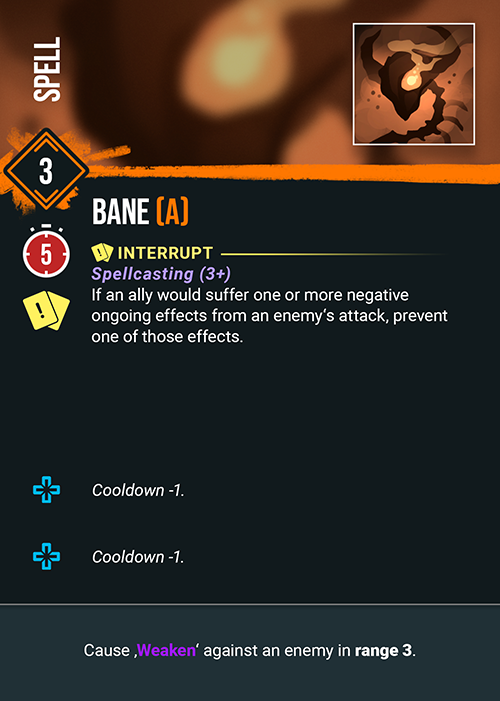 SPELL
3
BANE (A)
5
! INTERRUPT
Spellcasting (3+)
!
If an ally would suffer one or more negative
ongoing effects from an enemy‘s attack, prevent
one of those effects.
Cooldown -1.
Cooldown -1.
Cause ‚Weaken‘ against an enemy in range 3.